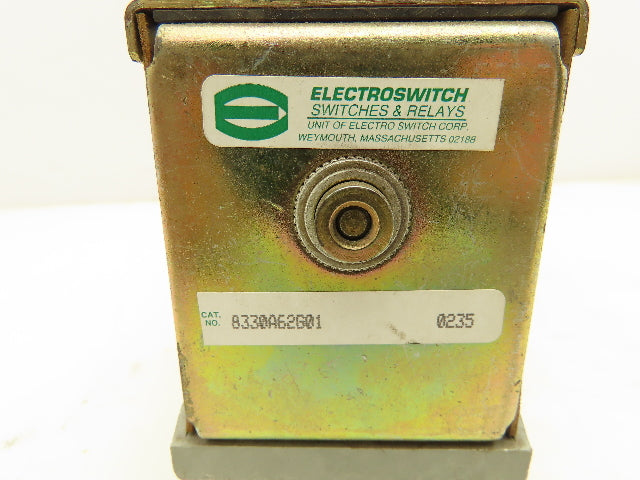 ELECTROSWITCH
SWITCHES & RELAYS
UNIT OF ELECTRO SWITCH CORP.
WEYMOUTH, MASSACHUSETTS 02188
CAT. NO. 8330A62G01 0235